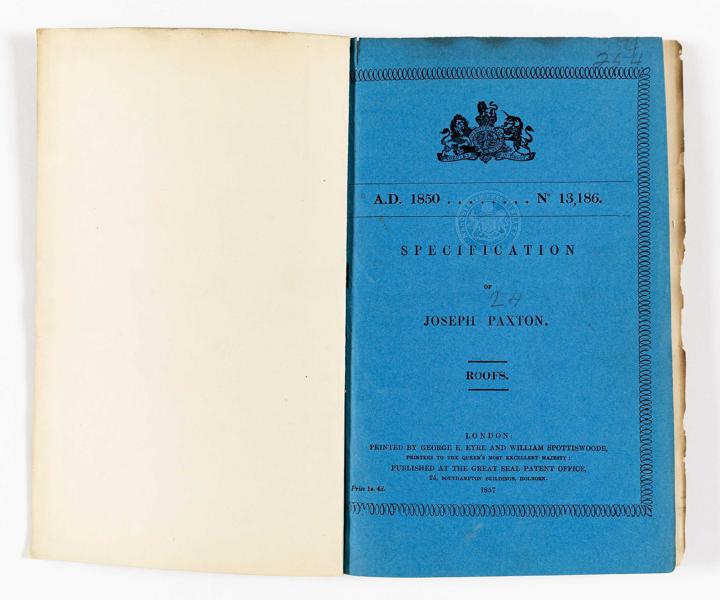 254
A.D. 1850 . . . . . . . . Nº 13,186.
SPECIFICATION
OF
24
JOSEPH PAXTON.
ROOFS.
LONDON:
PRINTED BY GEORGE E. EYRE AND WILLIAM SPOTTISWOODE,
PRINTERS TO THE QUEEN'S MOST EXCELLENT MAJESTY:
PUBLISHED AT THE GREAT SEAL PATENT OFFICE,
25, SOUTHAMPTON BUILDINGS, HOLBORN.
Price 1s. 4d.
1857